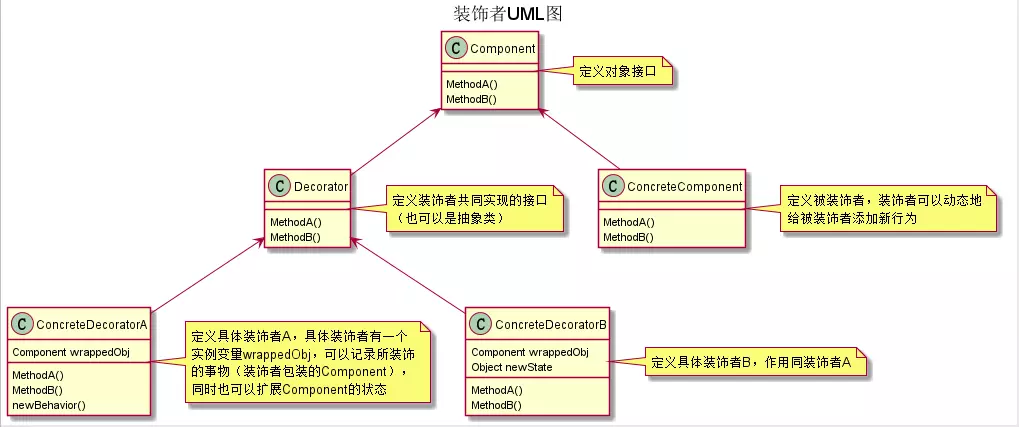 装饰者UML图
C Component
MethodA()
MethodB()
定义对象接口
C Decorator
MethodA()
MethodB()
定义装饰者共同实现的接口
（也可以是抽象类）
C ConcreteComponent
MethodA()
MethodB()
定义被装饰者，装饰者可以动态地
给被装饰者添加新行为
C ConcreteDecoratorA
Component wrappedObj
MethodA()
MethodB()
newBehavior()
定义具体装饰者A，具体装饰者有一个
实例变量wrappedObj，可以记录所装饰
的事物（装饰者包装的Component），
同时也可以扩展Component的状态
C ConcreteDecoratorB
Component wrappedObj
Object newState
MethodA()
MethodB()
定义具体装饰者B，作用同装饰者A